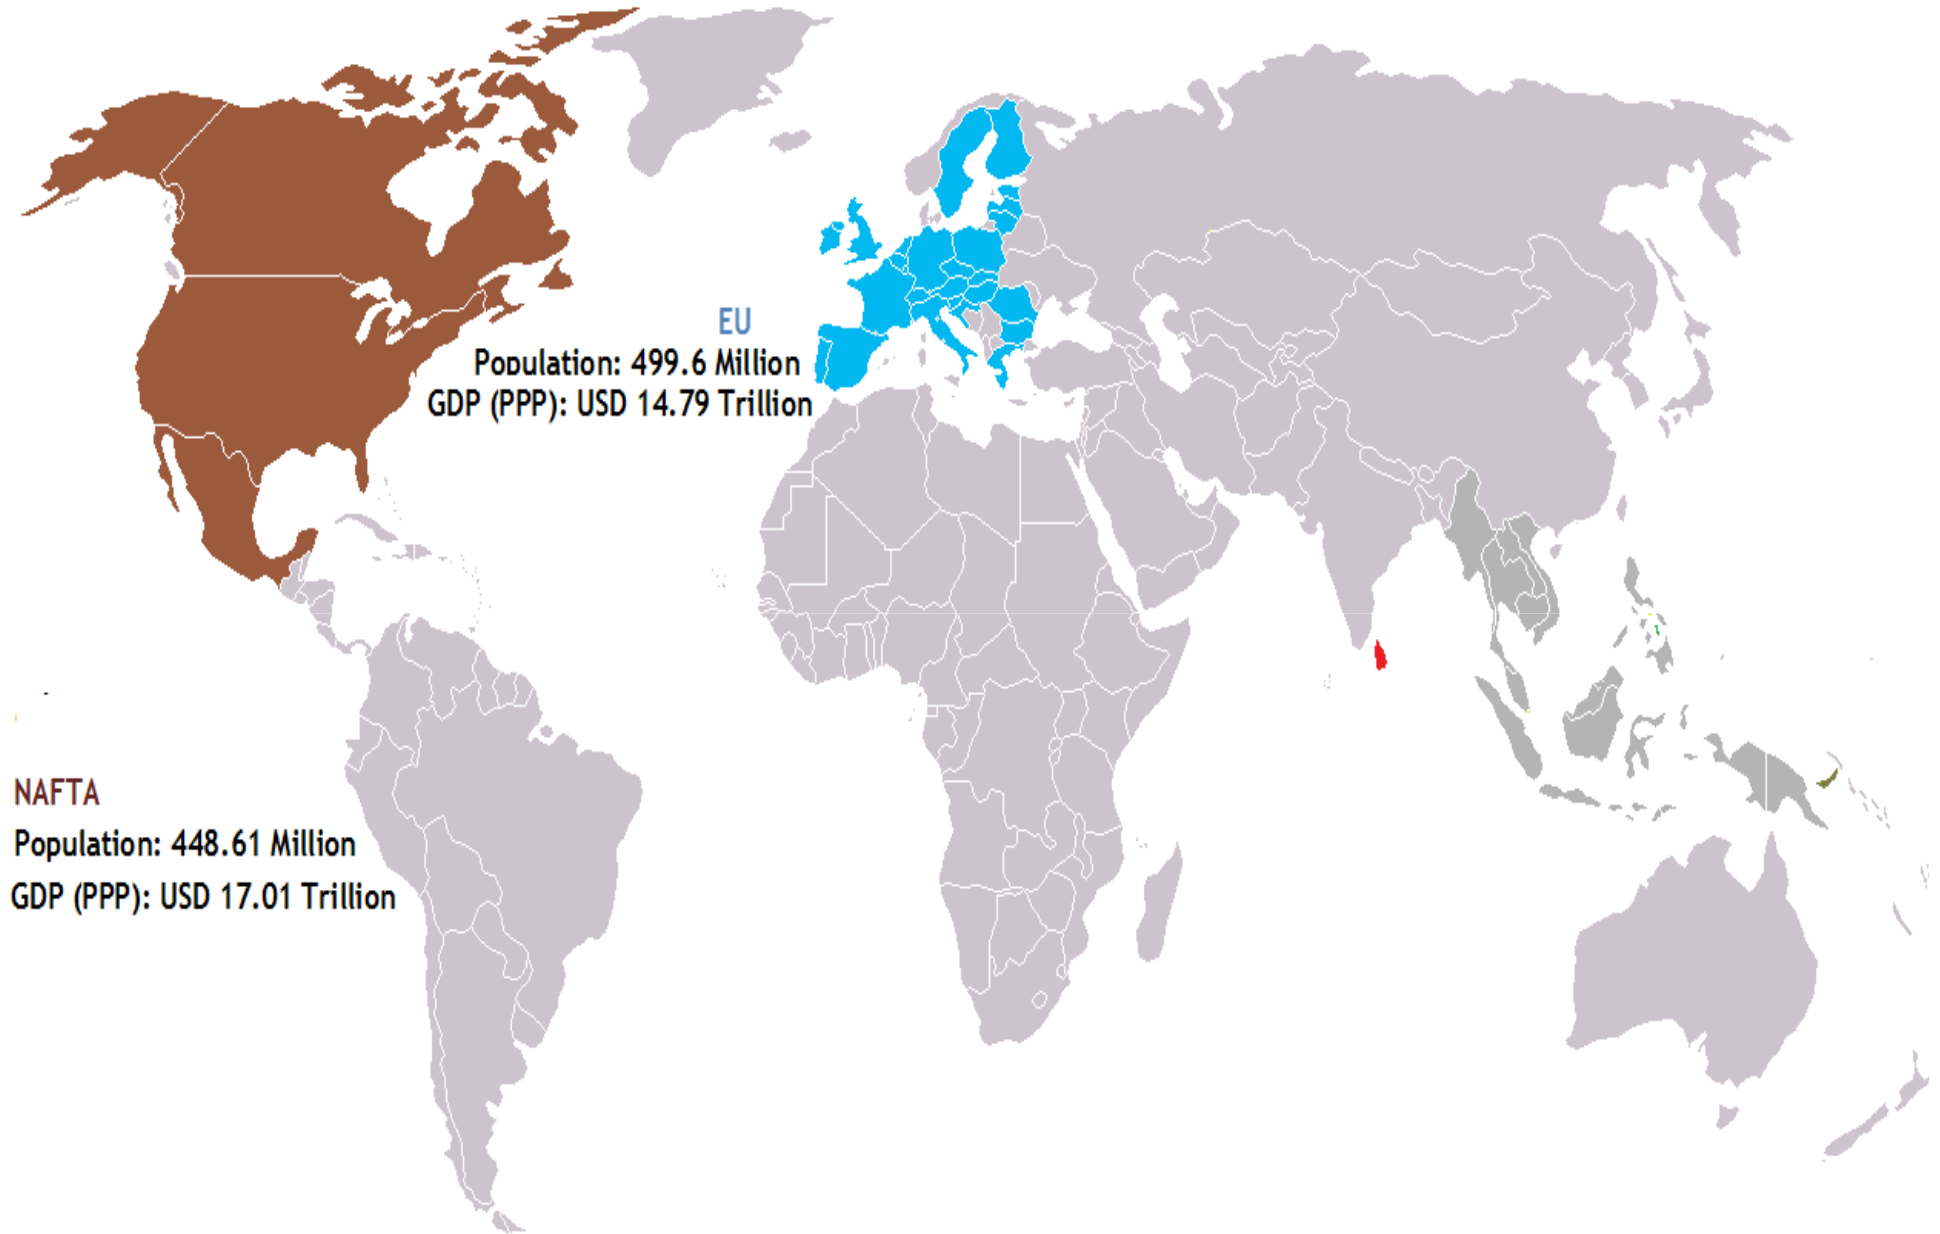 EU
Population: 499.6 Million
GDP (PPP): USD 14.79 Trillion
NAFTA
Population: 448.61 Million
GDP (PPP): USD 17.01 Trillion